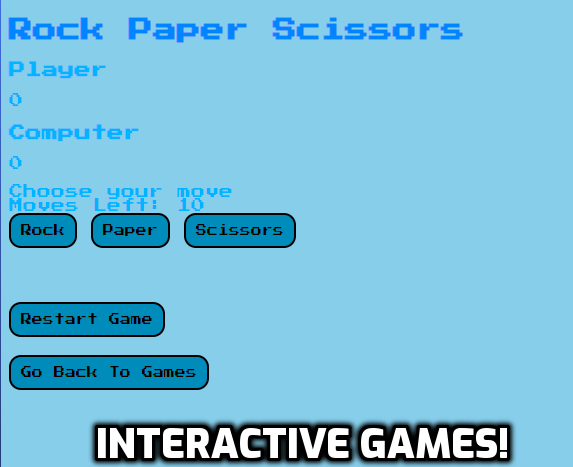 Rock Paper Scissors
Player
0
Computer
0
Choose your move
Moves Left: 10
Rock Paper Scissors
Restart Game
Go Back To Games
INTERACTIVE GAMES!